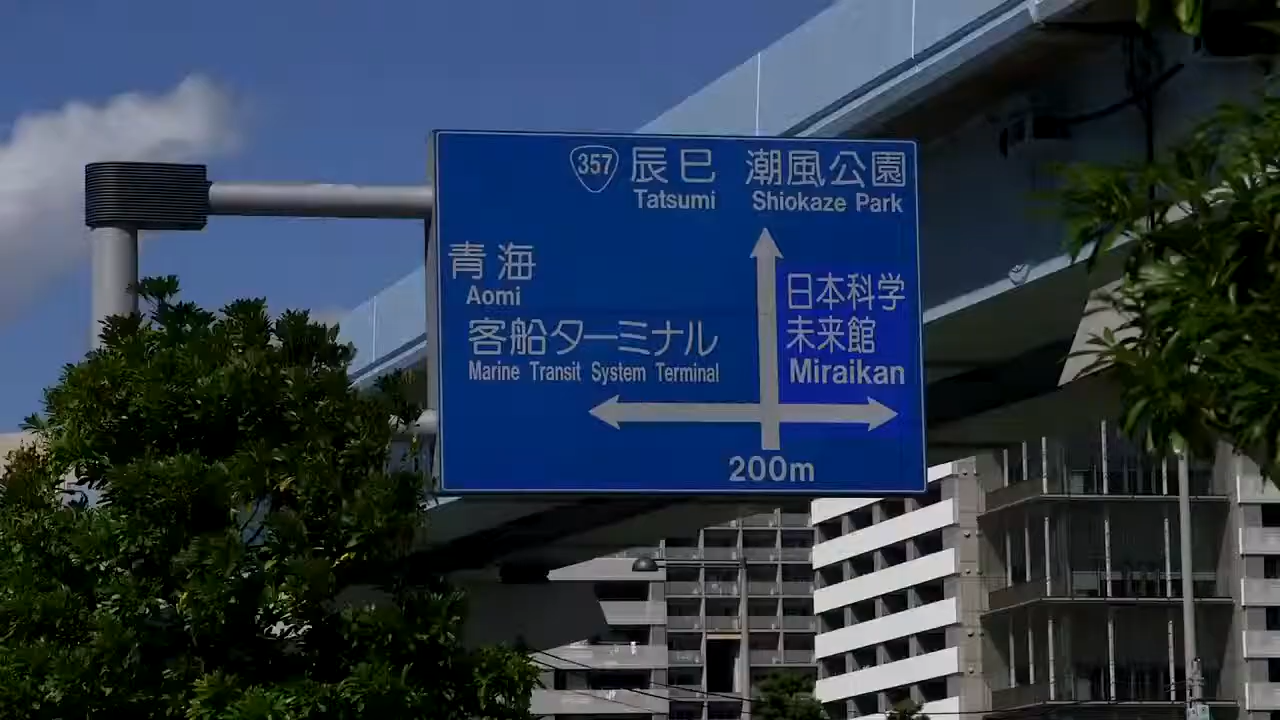 357 辰巳 潮風公園
Tatsumi Shiokaze Park
青海
Aomi
客船ターミナル
Marine Transit System Terminal
日本科学
未来館
Miraikan
200m